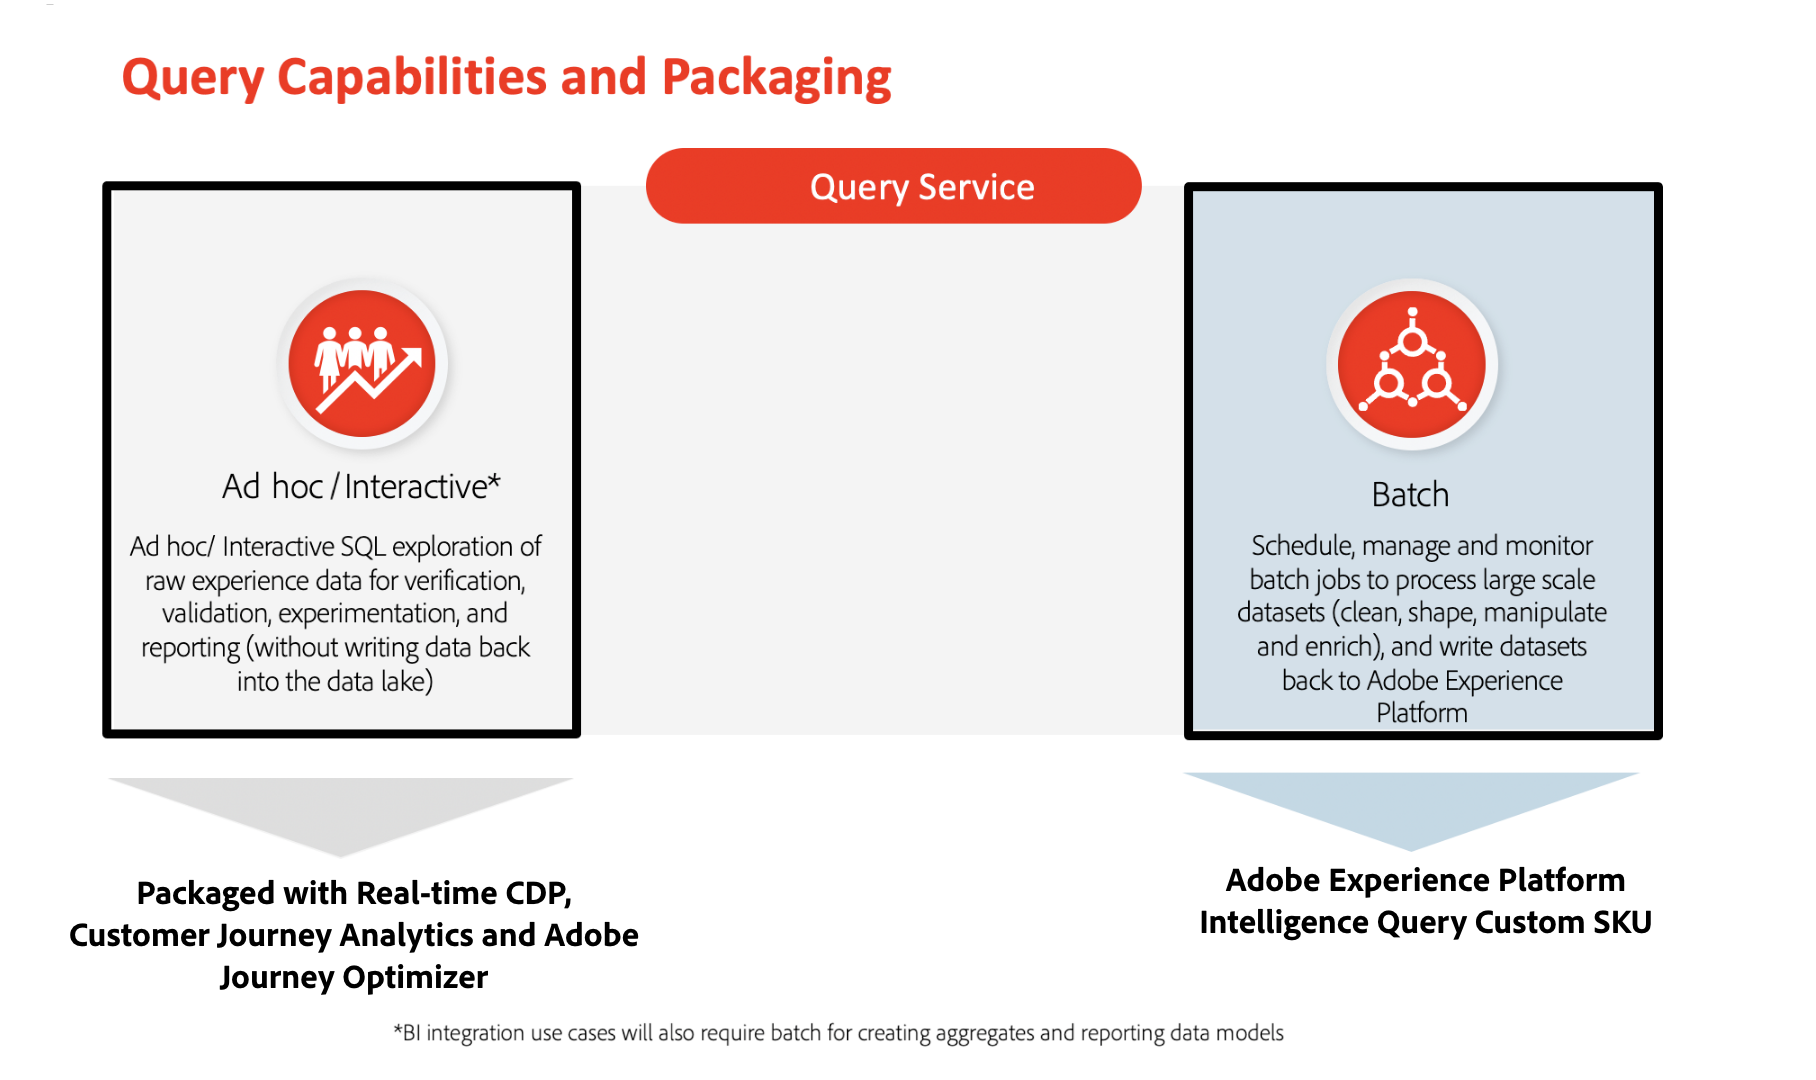 Query Capabilities and Packaging
Query Service
Ad hoc / Interactive*
Ad hoc/ Interactive SQL exploration of
raw experience data for verification,
validation, experimentation, and
reporting (without writing data back
into the data lake)
Batch
Schedule, manage and monitor
batch jobs to process large scale
datasets (clean, shape, manipulate
and enrich), and write datasets
back to Adobe Experience
Platform
Packaged with Real-time CDP,
Customer Journey Analytics and Adobe
Journey Optimizer
Adobe Experience Platform
Intelligence Query Custom SKU
*BI integration use cases will also require batch for creating aggregates and reporting data models